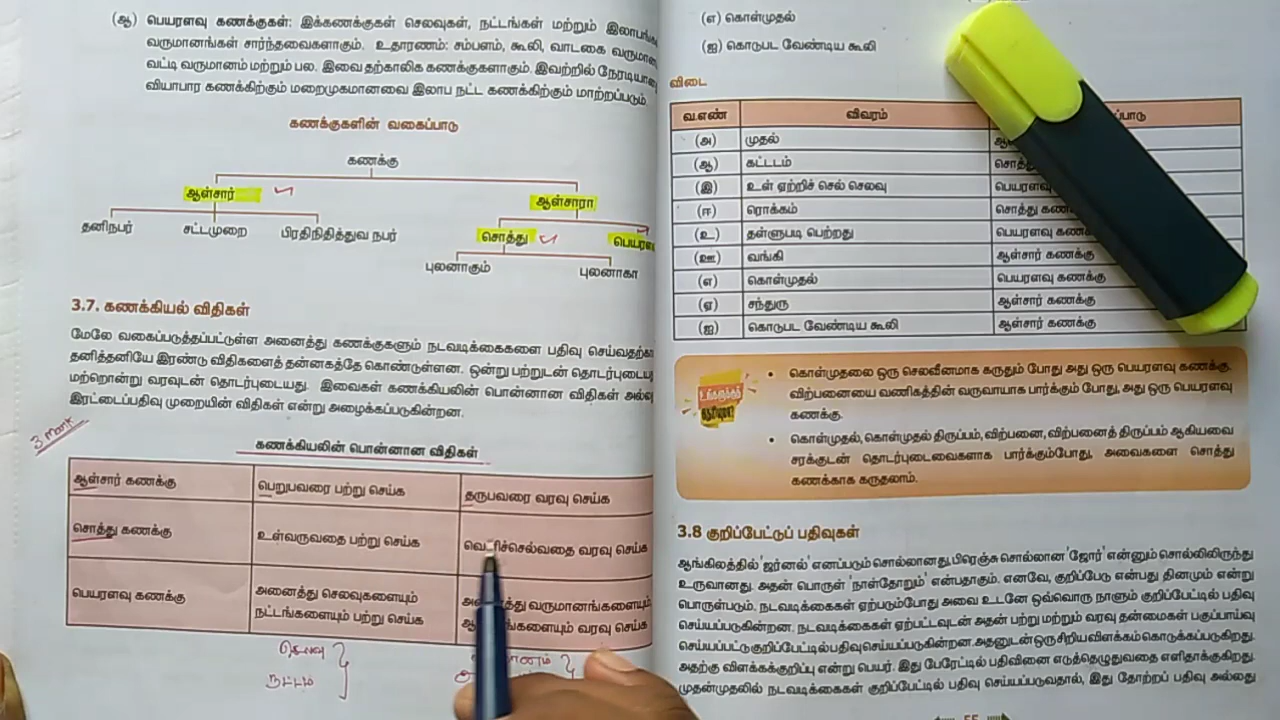 (ஆ) பெயரளவு கணக்குகள்: இக்கணக்குகள் செலவுகள், நட்டங்கள் மற்றும்
வருமானங்கள் சார்ந்தவைகளாகும். உதாரணம்: சம்பளம், கூலி, வாடகை
வட்டி வருமானம் மற்றும் பல. இவை தற்காலிக கணக்குகளாகும். இவற்றில்
வியாபார கணக்கிற்கும் மறைமுகமானவை இலாப நட்ட கணக்கிற்கும் மாற்றப்படும்.
கணக்குகளின் வகைப்பாடு
கணக்கு
ஆள்சார் ஆள்சாரா
தனிநபர் சட்டமுறை பிரதிநிதித்துவ நபர் சொத்து
புலனாகும் புலனாகா
3.7. கணக்கியல் விதிகள்
மேலே வகைப்படுத்தப்பட்டுள்ள அனைத்து கணக்குகளும் நடவடிக்கைகளை பதிவு
தனித்தனியே இரண்டு விதிகளைத் தன்னகத்தே கொண்டுள்ளன. ஒன்று பற்றுடன்
மற்றொன்று வரவுடன் தொடர்புடையது. இவைகள் கணக்கியலின் பொன்னான விதிகள்
இரட்டைப்பதிவு முறையின் விதிகள் என்று அழைக்கப்படுகின்றன.
3 mark
கணக்கியலின் பொன்னான விதிகள்
ஆள்சார் கணக்கு பெறுபவரை பற்று செய்க தருபவரை வரவு செய்க
சொத்து கணக்கு உள்வருவதை பற்று செய்க வரவு செய்க
பெயரளவு கணக்கு அனைத்து செலவுகளையும் வருமானங்களையும்
நட்டங்களையும் பற்று செய்க வரவு செய்க
செலவு
நட்டம்
(எ) கொள்முதல்
(ஐ) கொடுபட வேண்டிய கூலி
விடை
வ.எண் விவரம்
(அ) முதல்
(ஆ) கட்டடம்
(இ) உள் ஏற்றிச் செல் செலவு
(ஈ) ரொக்கம் சொத்து
(உ) தள்ளுபடி பெற்றது பெயரளவு
(ஊ) வங்கி ஆள்சார் கணக்கு
(எ) கொள்முதல் பெயரளவு கணக்கு
(ஏ) சந்துரு ஆள்சார் கணக்கு
(ஐ) கொடுபட வேண்டிய கூலி ஆள்சார் கணக்கு
உங்களுக்குத்
தெரியுமா?
• கொள்முதலை ஒரு செலவீனமாக கருதும் போது அது ஒரு பெயரளவு கணக்கு.
விற்பனையை வணிகத்தின் வருவாயாக பார்க்கும் போது, அது ஒரு பெயரளவு
கணக்கு.
• கொள்முதல், கொள்முதல் திருப்பம், விற்பனை, விற்பனைத் திருப்பம் ஆகியவை
சரக்குடன் தொடர்புடைவைகளாக பார்க்கும்போது, அவைகளை சொத்து
கணக்காக கருதலாம்.
3.8 குறிப்பேட்டுப் பதிவுகள்
ஆங்கிலத்தில் 'ஜர்னல்' எனப்படும் சொல்லானது, பிரெஞ்சு சொல்லான 'ஜோர்' என்னும் சொல்லிலிருந்து
உருவானது. அதன் பொருள் 'நாள்தோறும்' என்பதாகும். எனவே, குறிப்பேடு என்பது தினமும் என்று
பொருள்படும். நடவடிக்கைகள் ஏற்படும்போது அவை உடனே ஒவ்வொரு நாளும் குறிப்பேட்டில் பதிவு
செய்யப்படுகின்றன. நடவடிக்கைகள் ஏற்பட்டவுடன் அதன் பற்று மற்றும் வரவு தன்மைகள் பகுப்பாய்வு
செய்யப்பட்டு குறிப்பேட்டில் பதிவு செய்யப்படுகின்றன. அதனுடன் ஒரு சிறிய விளக்கம் கொடுக்கப்படுகிறது.
அதற்கு விளக்கக்குறிப்பு என்று பெயர். இது பேரேட்டில் பதிவினை எடுத்தெழுதுவதை எளிதாக்குகிறது.
முதன்முதலில் நடவடிக்கைகள் குறிப்பேட்டில் பதிவு செய்யப்படுவதால், இது தோற்றப் பதிவு அல்லது
55